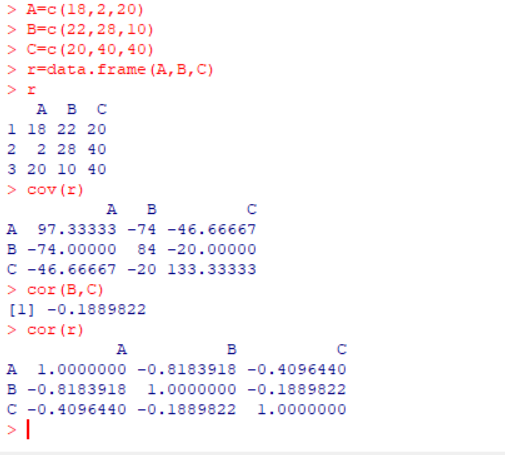 > A=c(18,2,20)
> B=c(22,28,10)
> C=c(20,40,40)
> r=data.frame(A,B,C)
> r
   A  B  C
1 18 22 20
2  2 28 40
3 20 10 40
> cov(r)
          A   B         C
A  97.33333 -74 -46.66667
B -74.00000  84 -20.00000
C -46.66667 -20 133.33333
> cor(B,C)
[1] -0.1889822
> cor(r)
           A          B          C
A  1.0000000 -0.8183918 -0.4096440
B -0.8183918  1.0000000 -0.1889822
C -0.4096440 -0.1889822  1.0000000
>